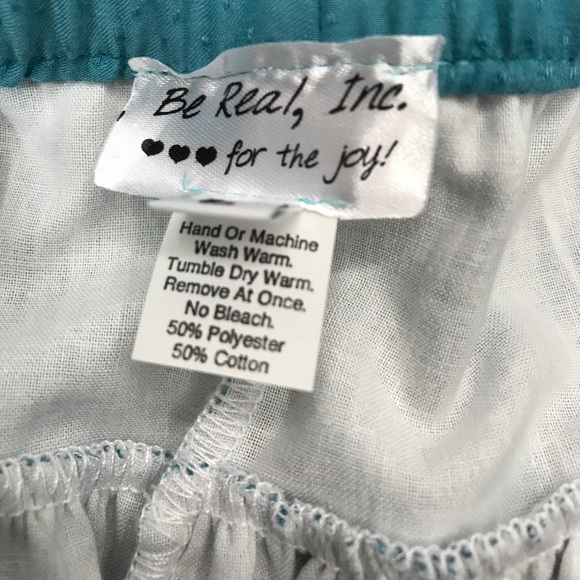 Be Real, Inc.
♥♥♥ for the joy!
Hand Or Machine
Wash Warm.
Tumble Dry Warm.
Remove At Once.
No Bleach.
50% Polyester
50% Cotton